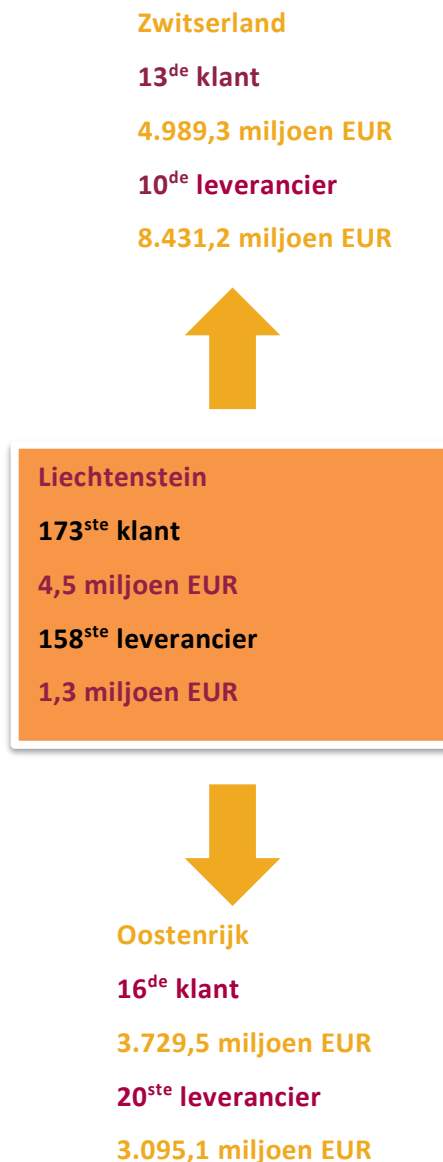 Zwitserland
13de klant
4.989,3 miljoen EUR
10de leverancier
8.431,2 miljoen EUR
Liechtenstein
173ste klant
4,5 miljoen EUR
158ste leverancier
1,3 miljoen EUR
Oostenrijk
16de klant
3.729,5 miljoen EUR
20ste leverancier
3.095,1 miljoen EUR